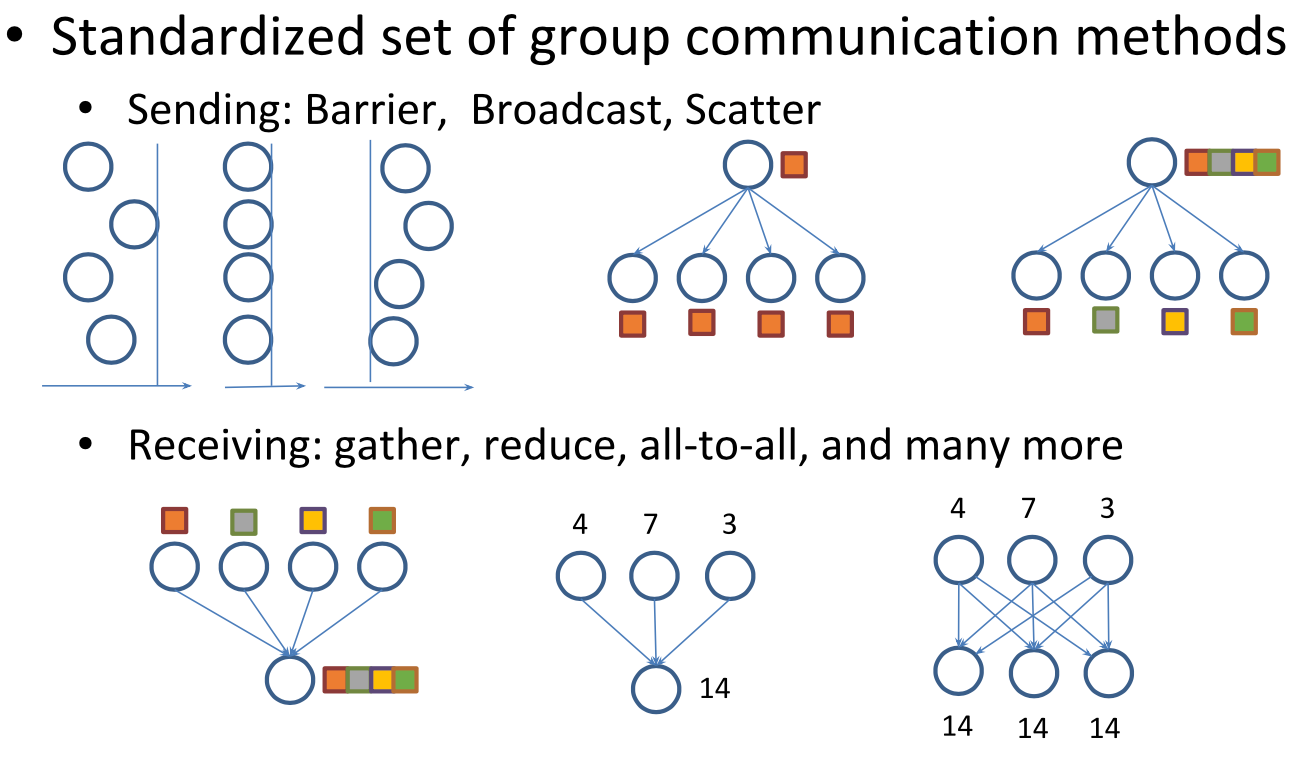 • Standardized set of group communication methods
• Sending: Barrier, Broadcast, Scatter
• Receiving: gather, reduce, all-to-all, and many more
4 7 3
14
4 7 3
14 14 14